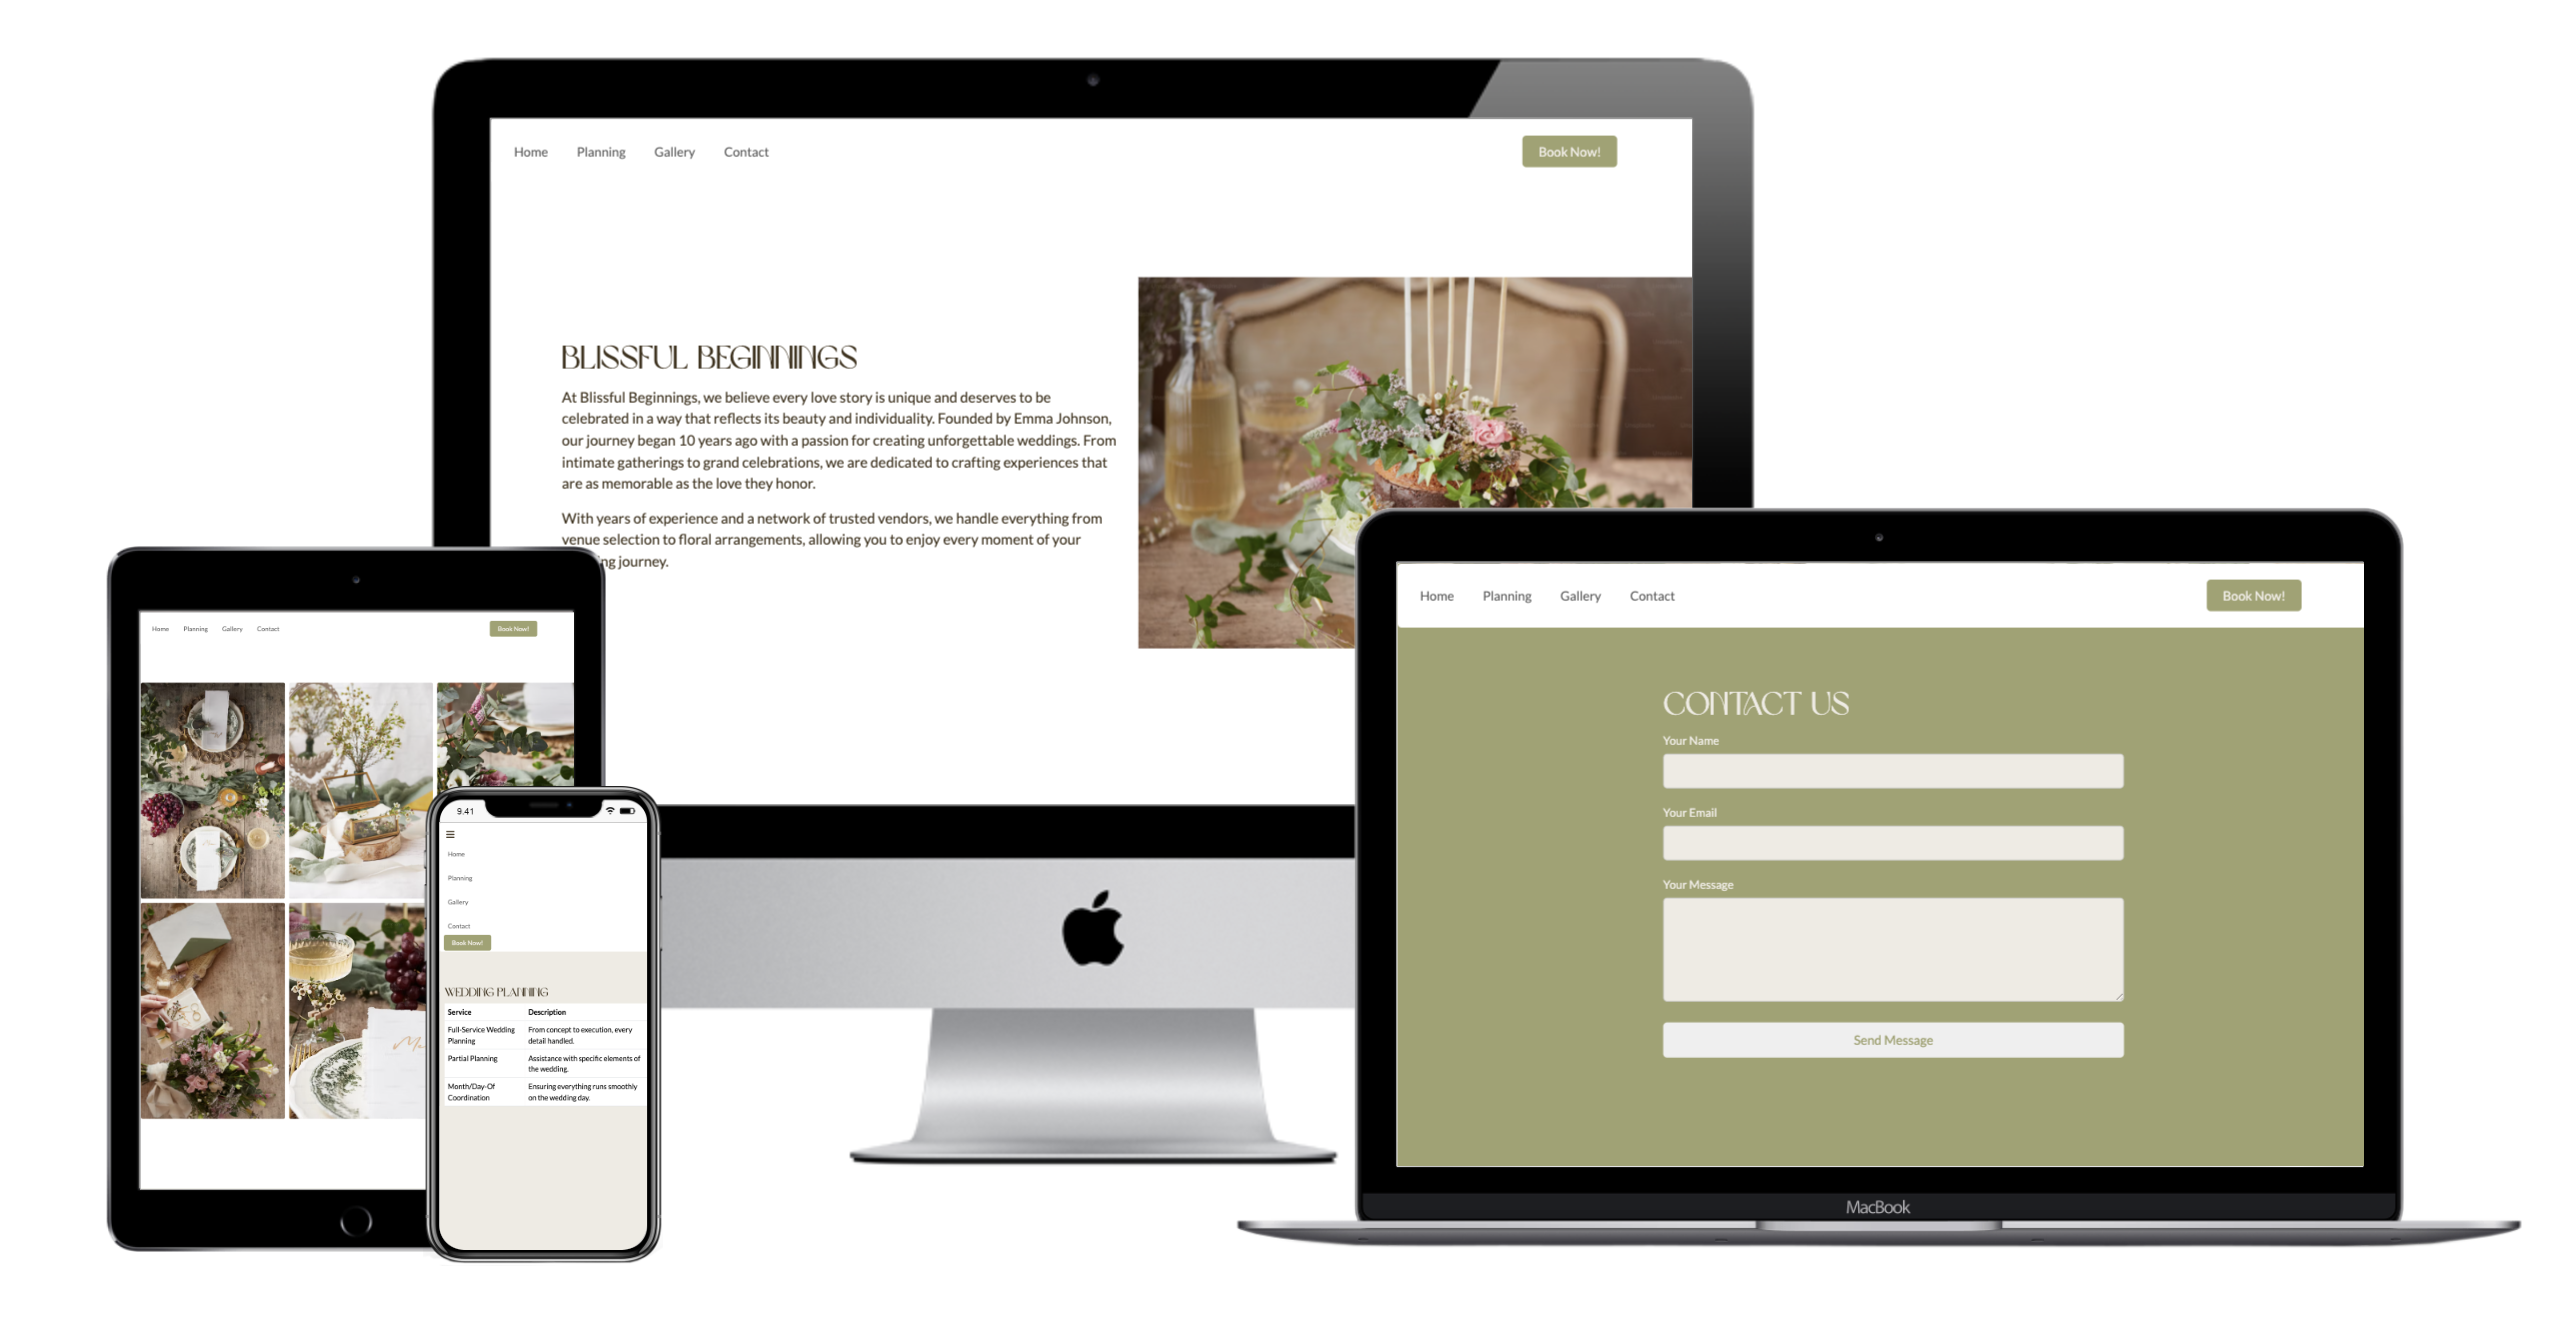 Home Planning Gallery Contact Book Now!
BLISSFUL BEGINNINGS
At Blissful Beginnings, we believe every love story is unique and deserves to be
celebrated in a way that reflects its beauty and individuality. Founded by Emma Johnson,
our journey began 10 years ago with a passion for creating unforgettable weddings. From
intimate gatherings to grand celebrations, we are dedicated to crafting experiences that
are as memorable as the love they honor.
With years of experience and a network of trusted vendors, we handle everything from
venue selection to floral arrangements, allowing you to enjoy every moment of your
ng journey.
Home Planning Gallery Contact Book Now!
9.41
Home
Planning
Gallery
Contact
Book Now!
WEDDING PLANNING
Service Description
Full-Service Wedding Planning From concept to execution, every detail handled.
Partial Planning Assistance with specific elements of the wedding.
Month/Day-Of Coordination Ensuring everything runs smoothly on the wedding day.
Home Planning Gallery Contact Book Now!
CONTACT US
Your Name
Your Email
Your Message
Send Message
MacBook